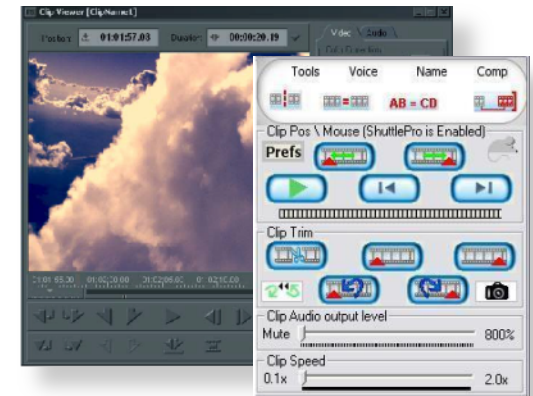 Clip Viewer [ClipName1]
Position 01:01:57.03 Duration 00:00:20.19
Video Audio
Tools Voice Name Comp
AB = CD
Clip Pos \ Mouse (ShuttlePro is Enabled)
Prefs
Clip Trim
Clip Audio output level
Mute 800%
Clip Speed
0.1x 2.0x